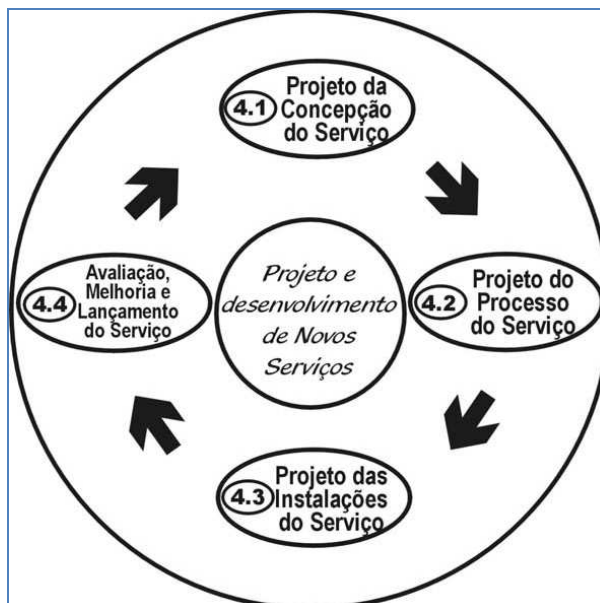 4.1
Projeto da
Concepção
do Serviço
4.2
Projeto do
Processo
do Serviço
4.3
Projeto das
Instalações
do Serviço
4.4
Avaliação,
Melhoria e
Lançamento
do Serviço
Projeto e
desenvolvimento
de Novos
Serviços